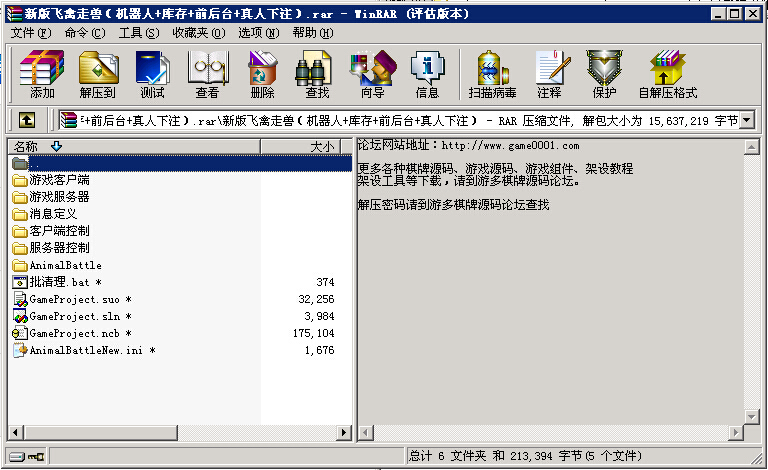 新版飞禽走兽（机器人+库存+前后台+真人下注）.rar - WinRAR (评估版本)
文件(F) 命令(C) 工具(S) 收藏夹(O) 选项(N) 帮助(H)
添加 解压到 测试 查看 删除 查找 向导 信息 扫描病毒 注释 保护 自解压格式
+前后台+真人下注）.rar\新版飞禽走兽（机器人+库存+前后台+真人下注） - RAR 压缩文件, 解包大小为 15,637,219 字节
名称 大小
..
游戏客户端
游戏服务器
消息定义
客户端控制
服务器控制
AnimalBattle
批清理.bat * 374
GameProject.suo * 32,256
GameProject.sln * 3,984
GameProject.ncb * 175,104
AnimalBattleNew.ini * 1,676
论坛网站地址：http://www.game0001.com
更多各种棋牌源码、游戏源码、游戏组件、架设教程
架设工具等下载，请到游多棋牌源码论坛。
解压密码请到游多棋牌源码论坛查找
总计 6 文件夹 和 213,394 字节(5 个文件)